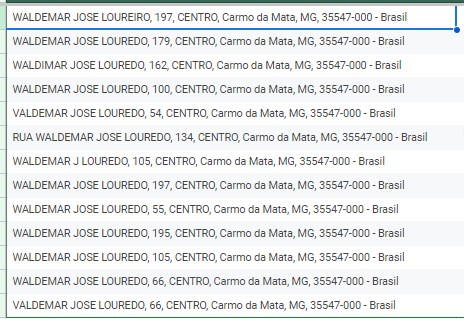 WALDEMAR JOSE LOUREIRO, 197, CENTRO, Carmo da Mata, MG, 35547-000 - Brasil
WALDEMAR JOSE LOUREDO, 179, CENTRO, Carmo da Mata, MG, 35547-000 - Brasil
WALDIMAR JOSE LOUREDO, 162, CENTRO, Carmo da Mata, MG, 35547-000 - Brasil
WALDEMAR JOSE LOUREDO, 100, CENTRO, Carmo da Mata, MG, 35547-000 - Brasil
VALDEMAR JOSE LOUREDO, 54, CENTRO, Carmo da Mata, MG, 35547-000 - Brasil
RUA WALDEMAR JOSE LOUREDO, 134, CENTRO, Carmo da Mata, MG, 35547-000 - Brasil
WALDEMAR J LOUREDO, 105, CENTRO, Carmo da Mata, MG, 35547-000 - Brasil
WALDEMAR JOSE LOUREDO, 197, CENTRO, Carmo da Mata, MG, 35547-000 - Brasil
WALDEMAR JOSE LOUREDO, 55, CENTRO, Carmo da Mata, MG, 35547-000 - Brasil
WALDEMAR JOSE LOUREDO, 195, CENTRO, Carmo da Mata, MG, 35547-000 - Brasil
WALDEMAR JOSE LOUREDO, 105, CENTRO, Carmo da Mata, MG, 35547-000 - Brasil
WALDEMAR JOSE LOUREDO, 66, CENTRO, Carmo da Mata, MG, 35547-000 - Brasil
VALDEMAR JOSE LOUREDO, 66, CENTRO, Carmo da Mata, MG, 35547-000 - Brasil